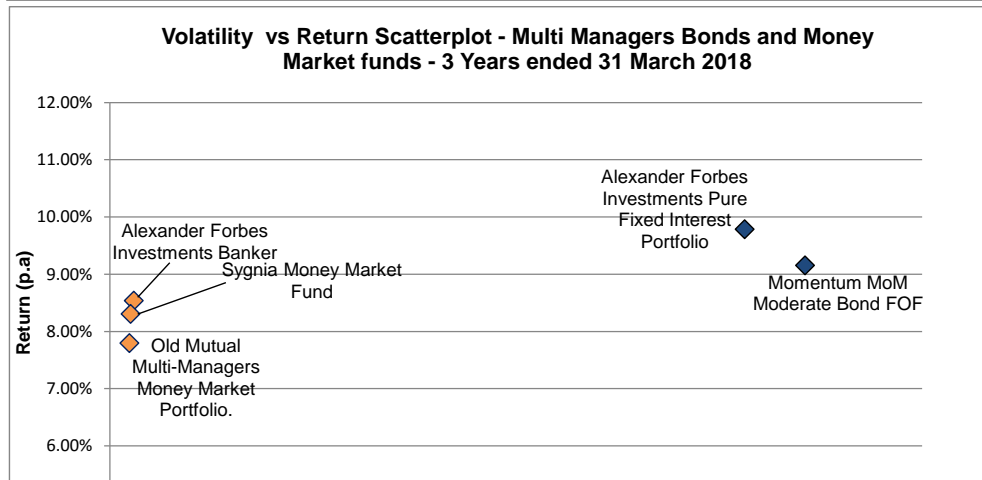 Volatility vs Return Scatterplot - Multi Managers Bonds and Money
Market funds - 3 Years ended 31 March 2018
12.00%
11.00%
10.00%
9.00%
8.00%
7.00%
6.00%
Return (p.a)
Alexander Forbes
Investments Banker
Sygnia Money Market
Fund
Old Mutual
Multi-Managers
Money Market
Portfolio.
Alexander Forbes
Investments Pure
Fixed Interest
Portfolio
Momentum MoM
Moderate Bond FOF